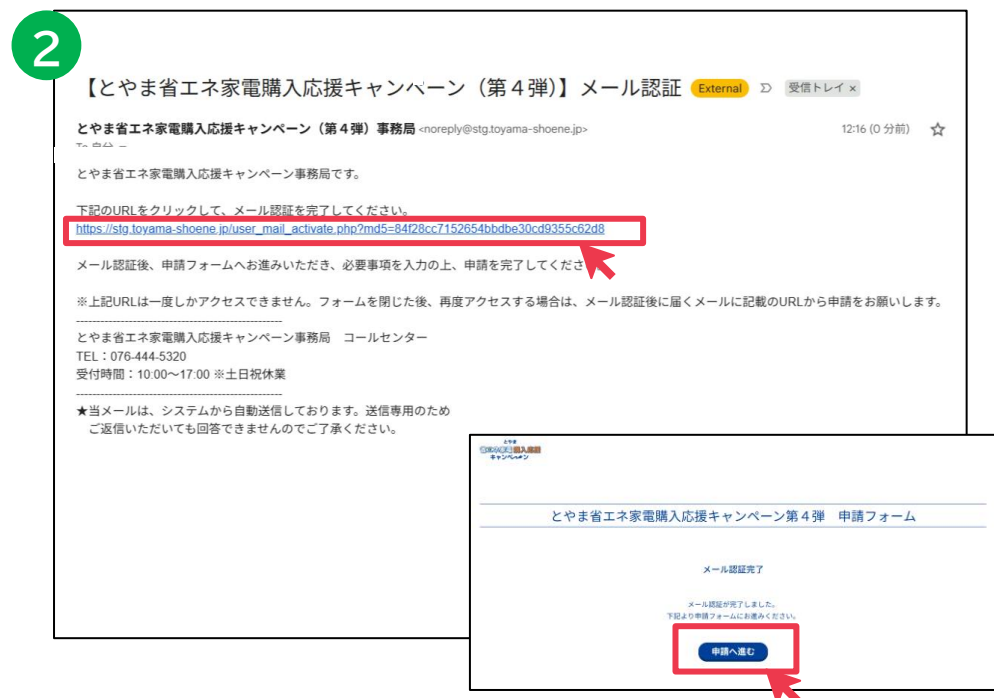 2
【とやま省エネ家電購入応援キャンペーン（第４弾）】メール認証 External 受信トレイ ×
とやま省エネ家電購入応援キャンペーン（第４弾）事務局 <noreply@stg.toyama-shoene.jp> 12:16 (0 分前)
To 自分
とやま省エネ家電購入応援キャンペーン事務局です。
下記のURLをクリックして、メール認証を完了してください。
https://stg.toyama-shoene.jp/user_mail_activate.php?md5=84f28cc7152654bbdbe30cd9355c62d8
メール認証後、申請フォームへお進みいただき、必要事項を入力の上、申請を完了してくださ
※上記URLは一度しかアクセスできません。フォームを閉じた後、再度アクセスする場合は、メール認証後に届くメールに記載のURLから申請をお願いします。
--------------------------------------------------
とやま省エネ家電購入応援キャンペーン事務局　コールセンター
TEL：076-444-5320
受付時間：10:00～17:00 ※土日祝休業
--------------------------------------------------
★当メールは、システムから自動送信しております。送信専用のため
ご返信いただいても回答できませんのでご了承ください。
とやま
省エネ家電購入応援
キャンペーン
とやま省エネ家電購入応援キャンペーン第４弾　申請フォーム
メール認証完了
メール認証が完了しました。
下記より申請フォームにお進みください。
申請へ進む